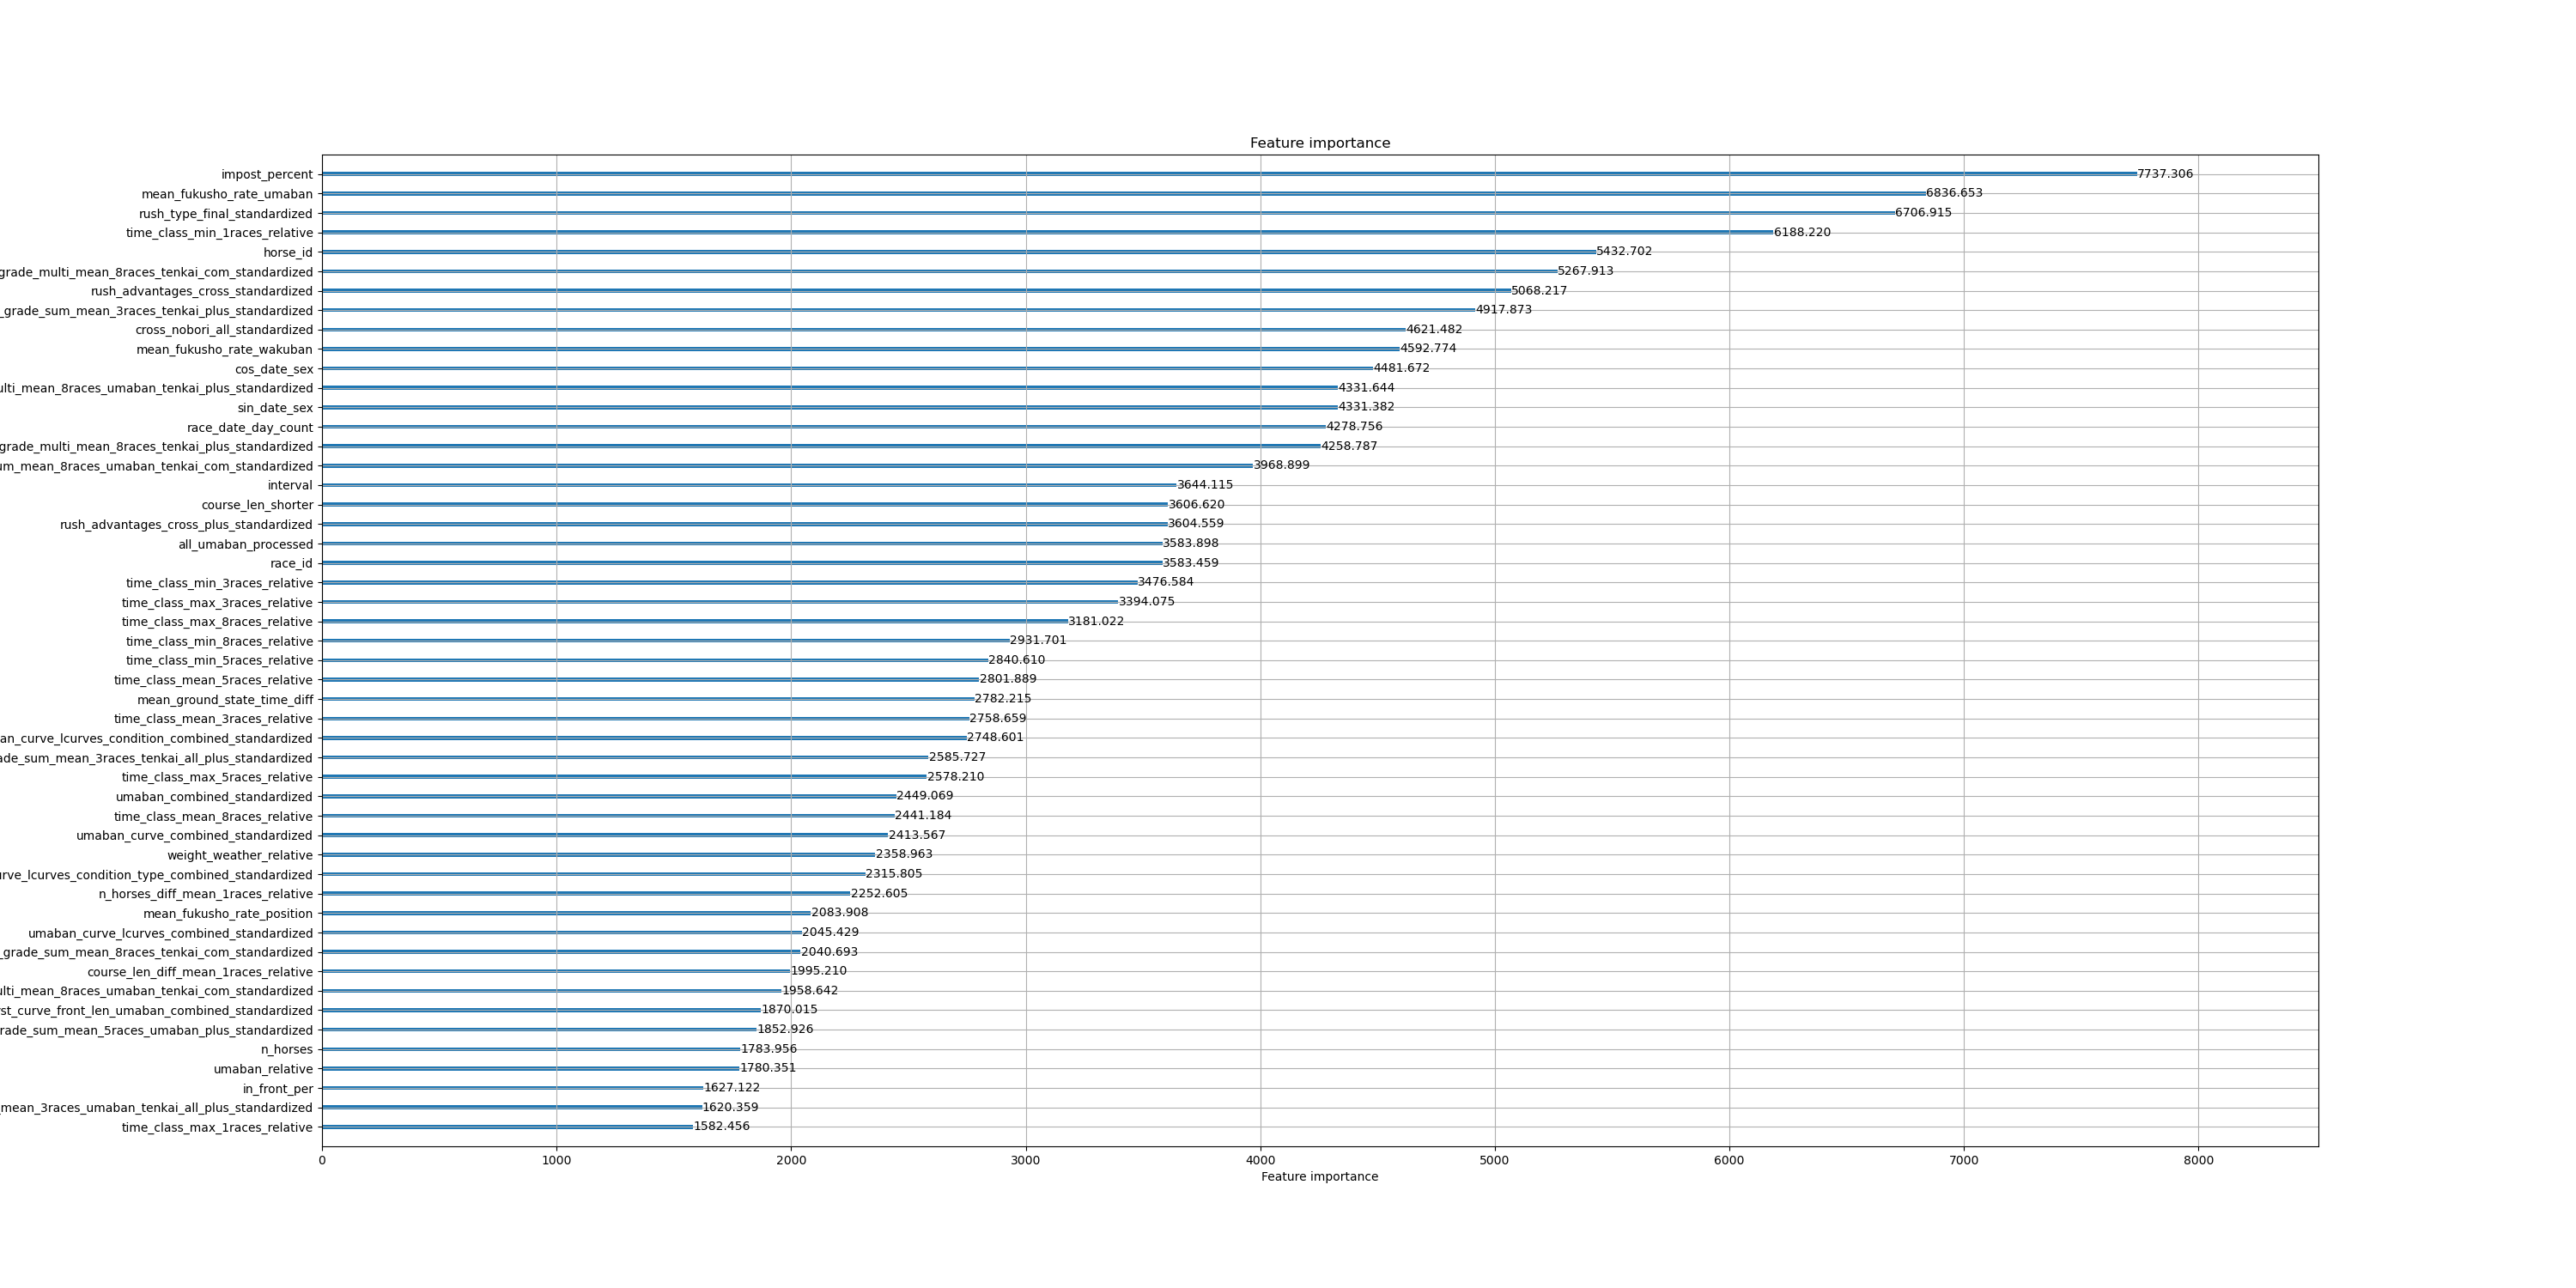 Feature importance
impost_percent 7737.306
mean_fukusho_rate_umaban 6836.653
rush_type_final_standardized 6706.915
time_class_min_1races_relative 6188.220
horse_id 5432.702
grade_multi_mean_8races_tenkai_com_standardized 5267.913
rush_advantages_cross_standardized 5068.217
_grade_sum_mean_3races_tenkai_plus_standardized 4917.873
cross_nobori_all_standardized 4621.482
mean_fukusho_rate_wakuban 4592.774
cos_date_sex 4481.672
ulti_mean_8races_umaban_tenkai_plus_standardized 4331.644
sin_date_sex 4331.382
race_date_day_count 4278.756
grade_multi_mean_8races_tenkai_plus_standardized 4258.787
um_mean_8races_umaban_tenkai_com_standardized 3968.899
interval 3644.115
course_len_shorter 3606.620
rush_advantages_cross_plus_standardized 3604.559
all_umaban_processed 3583.898
race_id 3583.459
time_class_min_3races_relative 3476.584
time_class_max_3races_relative 3394.075
time_class_max_8races_relative 3181.022
time_class_min_8races_relative 2931.701
time_class_min_5races_relative 2840.610
time_class_mean_5races_relative 2801.889
mean_ground_state_time_diff 2782.215
time_class_mean_3races_relative 2758.659
an_curve_lcurves_condition_combined_standardized 2748.601
ade_sum_mean_3races_tenkai_all_plus_standardized 2585.727
time_class_max_5races_relative 2578.210
umaban_combined_standardized 2449.069
time_class_mean_8races_relative 2441.184
umaban_curve_combined_standardized 2413.567
weight_weather_relative 2358.963
urve_lcurves_condition_type_combined_standardized 2315.805
n_horses_diff_mean_1races_relative 2252.605
mean_fukusho_rate_position 2083.908
umaban_curve_lcurves_combined_standardized 2045.429
_grade_sum_mean_8races_tenkai_com_standardized 2040.693
course_len_diff_mean_1races_relative 1995.210
ulti_mean_8races_umaban_tenkai_com_standardized 1958.642
rst_curve_front_len_umaban_combined_standardized 1870.015
rade_sum_mean_5races_umaban_plus_standardized 1852.926
n_horses 1783.956
umaban_relative 1780.351
in_front_per 1627.122
_mean_3races_umaban_tenkai_all_plus_standardized 1620.359
time_class_max_1races_relative 1582.456
0 1000 2000 3000 4000 5000 6000 7000 8000
Feature importance